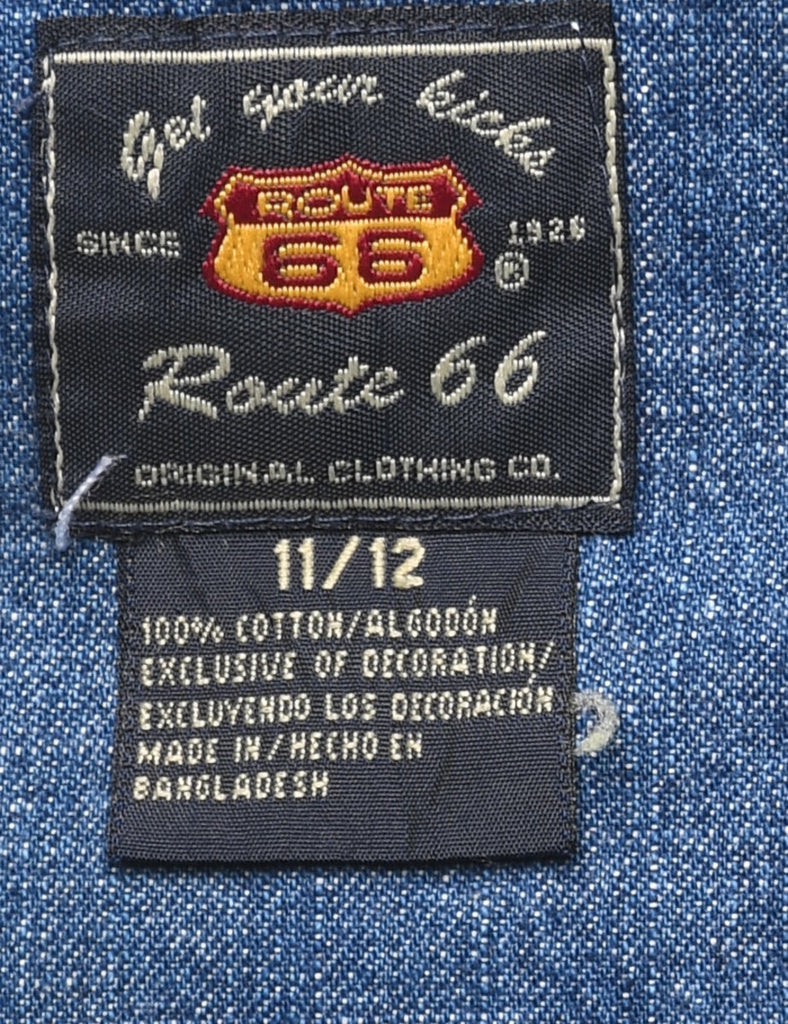 Get your kicks
ROUTE
66
SINCE 1926
®
Route 66
ORIGINAL CLOTHING CO.
11/12
100% COTTON/ALGODÓN
EXCLUSIVE OF DECORATION/
EXCLUYENDO LOS DECORACIÓN
MADE IN/HECHO EN
BANGLADESH